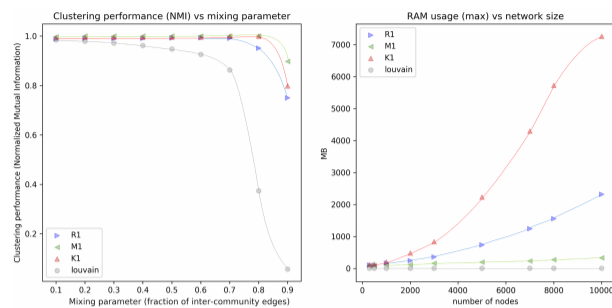 Clustering performance (NMI) vs mixing parameter
Clustering performance (Normalized Mutual Information)
1.0
0.8
0.6
0.4
0.2
R1
M1
K1
louvain
0.1 0.2 0.3 0.4 0.5 0.6 0.7 0.8 0.9
Mixing parameter (fraction of inter-community edges)
RAM usage (max) vs network size
R1
M1
K1
louvain
MB
7000
6000
5000
4000
3000
2000
1000
0
0 2000 4000 6000 8000 10000
number of nodes